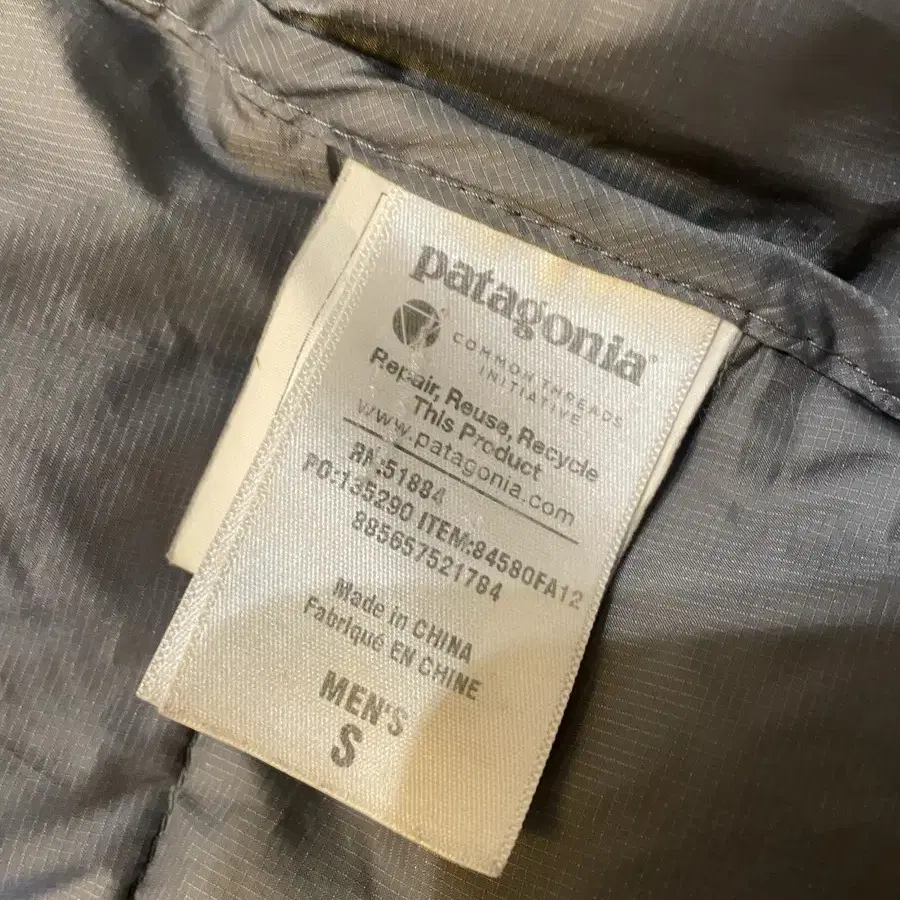 patagonia®
COMMON THREADS
INITIATIVE
Repair, Reuse, Recycle
This Product
www.patagonia.com
RN:51884
PO:135290 ITEM:84580FA12
885657521784
Made in CHINA
Fabriqué EN CHINE
MEN'S
S